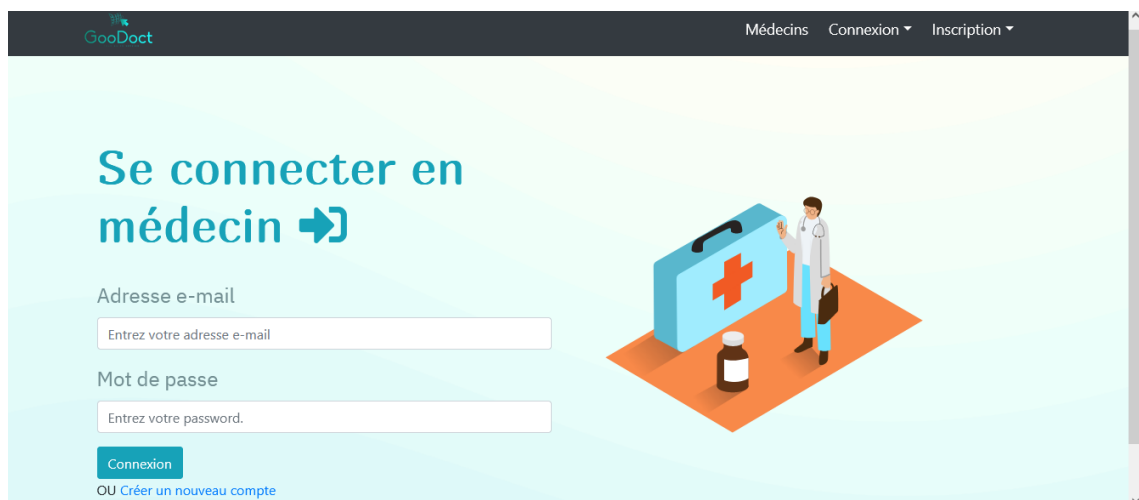 GooDoct
Médecins Connexion Inscription
Se connecter en
médecin
Adresse e-mail
Entrez votre adresse e-mail
Mot de passe
Entrez votre password.
Connexion
OU Créer un nouveau compte